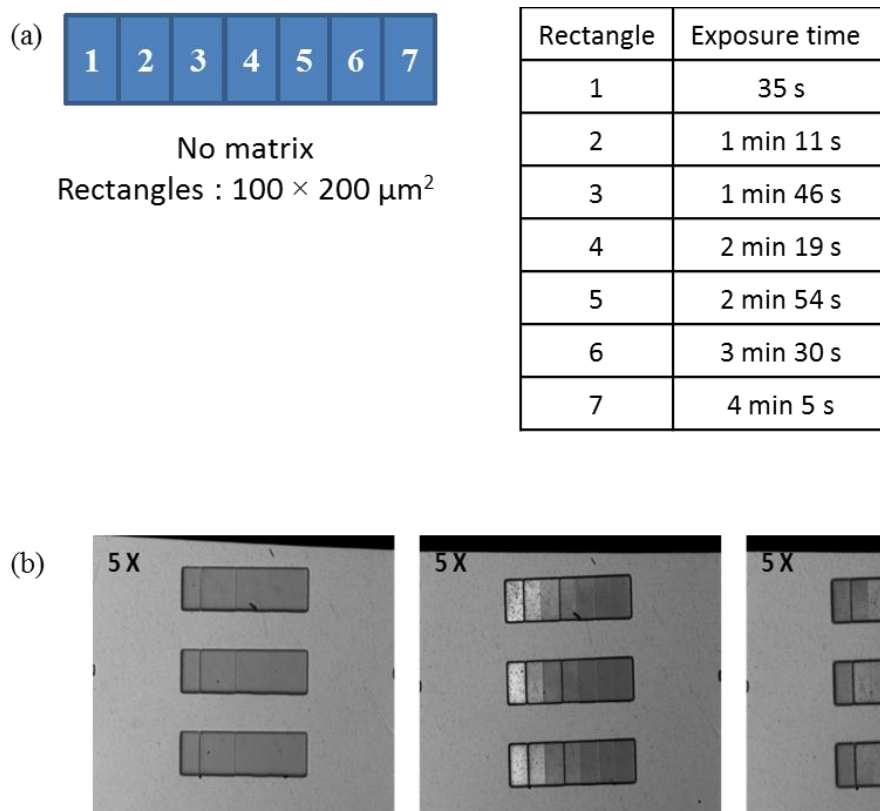 (a)
1 2 3 4 5 6 7
No matrix
Rectangles : 100 × 200 µm²
Rectangle Exposure time
1 35 s
2 1 min 11 s
3 1 min 46 s
4 2 min 19 s
5 2 min 54 s
6 3 min 30 s
7 4 min 5 s
(b)
5 X 5 X 5 X